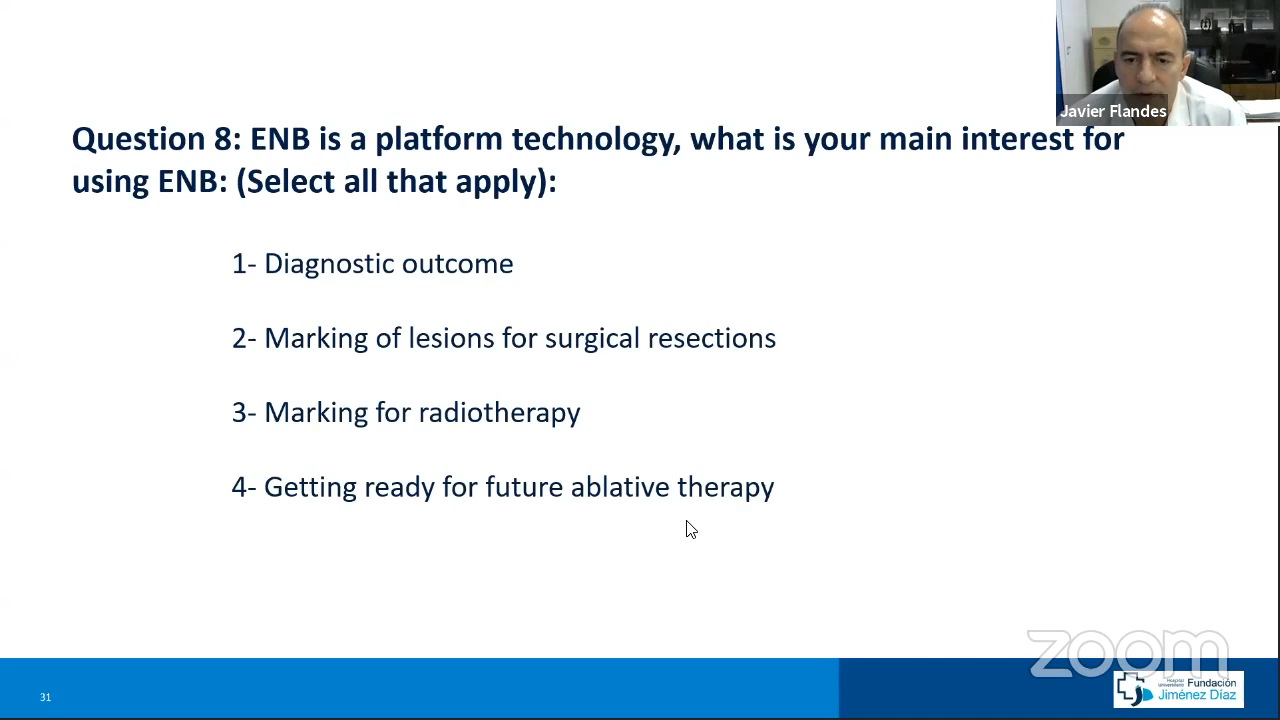 Javier Flandes
Question 8: ENB is a platform technology, what is your main interest for
using ENB: (Select all that apply):
1- Diagnostic outcome
2- Marking of lesions for surgical resections
3- Marking for radiotherapy
4- Getting ready for future ablative therapy
zoom
31
Hospital
Universitario
Fundación
Jiménez Díaz